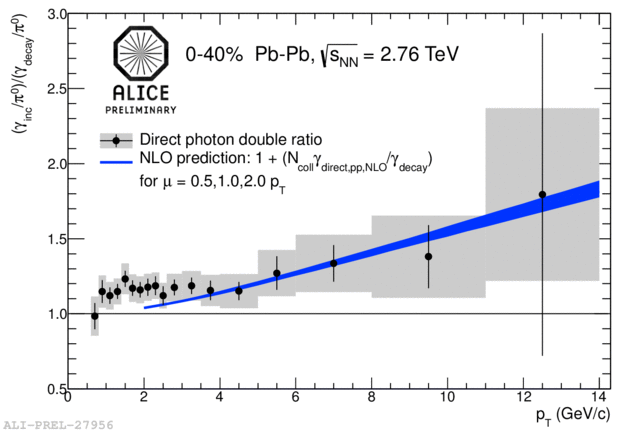 3.0
2.5
2.0
1.5
1.0
0.5
(γinc/π⁰)/(γdecay/π⁰)
ALICE
PRELIMINARY
0-40% Pb-Pb, √sNN = 2.76 TeV
Direct photon double ratio
NLO prediction: 1 + (Ncollγdirect,pp,NLO/γdecay)
for μ = 0.5,1.0,2.0 pT
0 2 4 6 8 10 12 14
pT (GeV/c)
ALI-PREL-27956